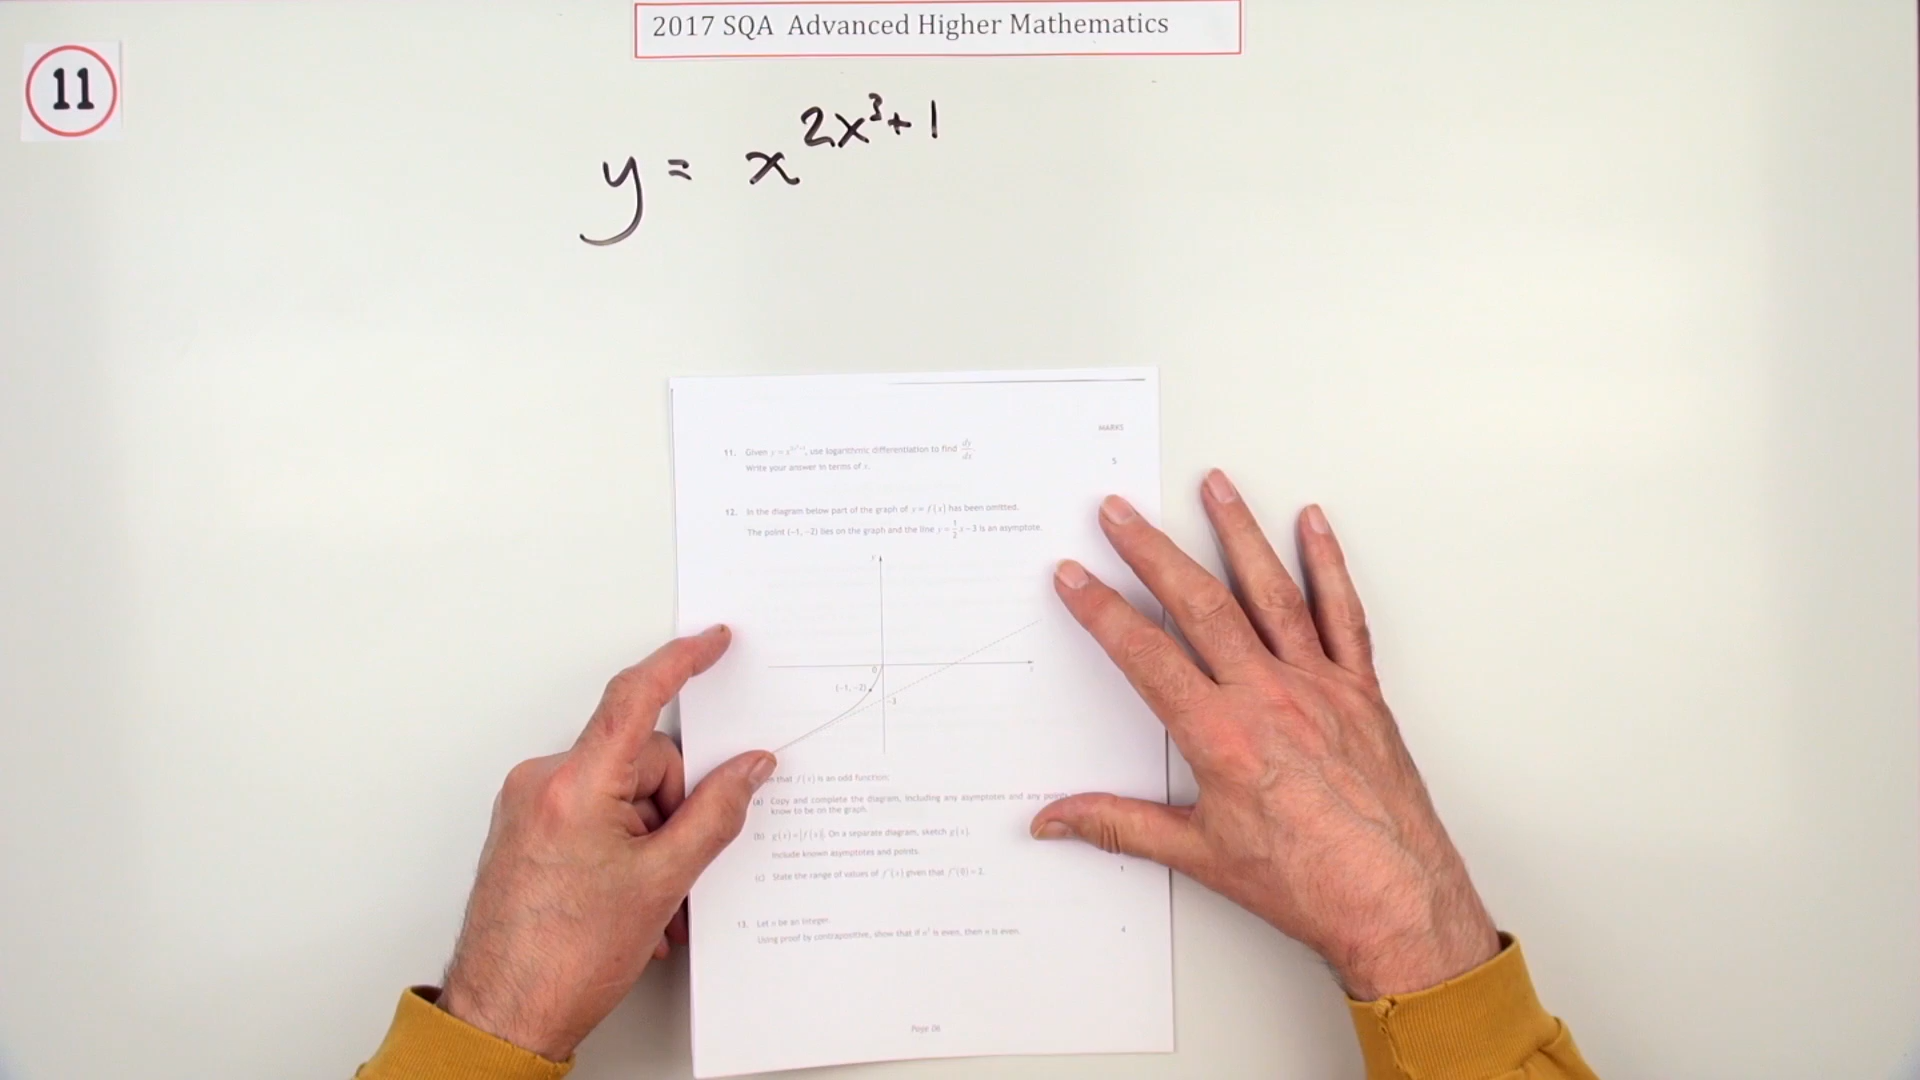 2017 SQA Advanced Higher Mathematics
11
y = x^{2x^3+1}
MARKS
11. Given y = x^{2x^3+1}, use logarithmic differentiation to find dy/dx.
Write your answer in terms of x.
5
12. In the diagram below part of the graph of y = f(x) has been omitted.
The point (−1, −2) lies on the graph and the line y = 1/2 x − 3 is an asymptote.
y
0
x
(−1, −2)
−3
that f(x) is an odd function:
(a) Copy and complete the diagram, including any asymptotes and any points
know to be on the graph.
(b) g(x) = |f(x)|. On a separate diagram, sketch g(x).
Include known asymptotes and points.
(c) State the range of values of f′(x) given that f′(0) = 2.
1
13. Let n be an integer.
Using proof by contrapositive, show that if n² is even, then n is even.
4
Page 06